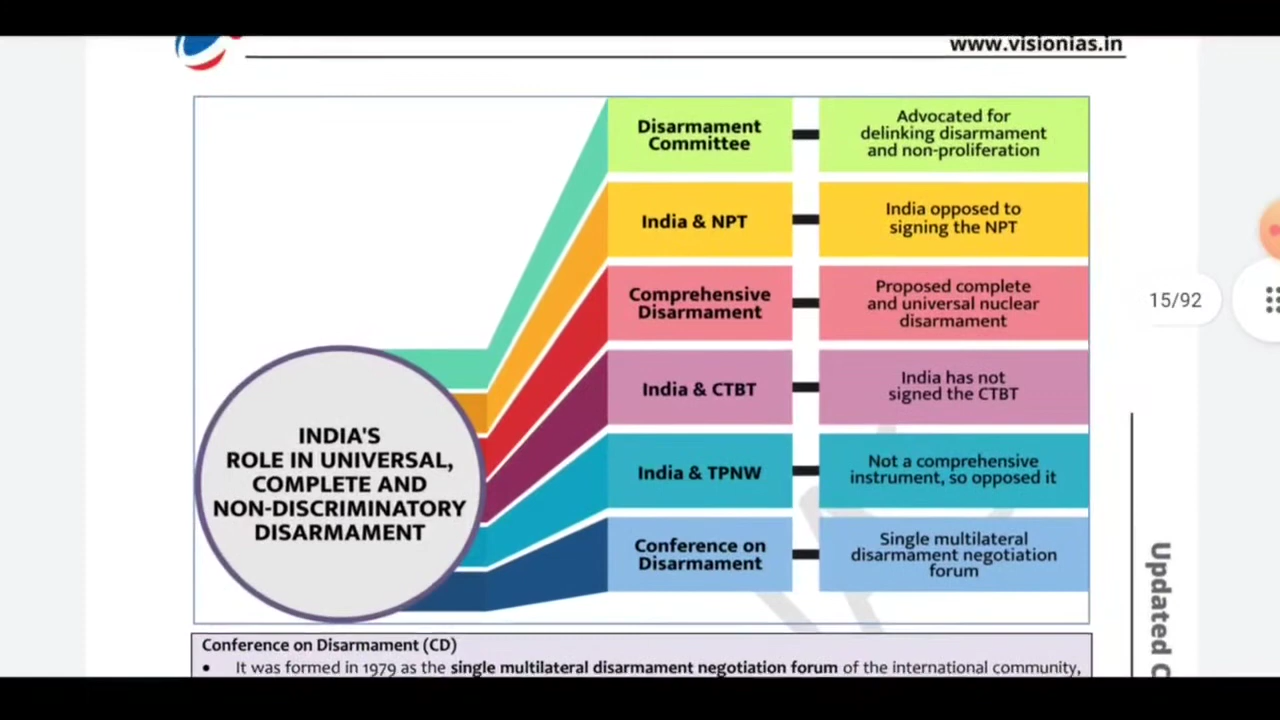 www.visionias.in
Disarmament
Committee
Advocated for
delinking disarmament
and non-proliferation
India & NPT
India opposed to
signing the NPT
Comprehensive
Disarmament
Proposed complete
and universal nuclear
disarmament
India & CTBT
India has not
signed the CTBT
India & TPNW
Not a comprehensive
instrument, so opposed it
Conference on
Disarmament
Single multilateral
disarmament negotiation
forum
INDIA'S
ROLE IN UNIVERSAL,
COMPLETE AND
NON-DISCRIMINATORY
DISARMAMENT
15/92
Updated C
Conference on Disarmament (CD)
• It was formed in 1979 as the single multilateral disarmament negotiation forum of the international community,